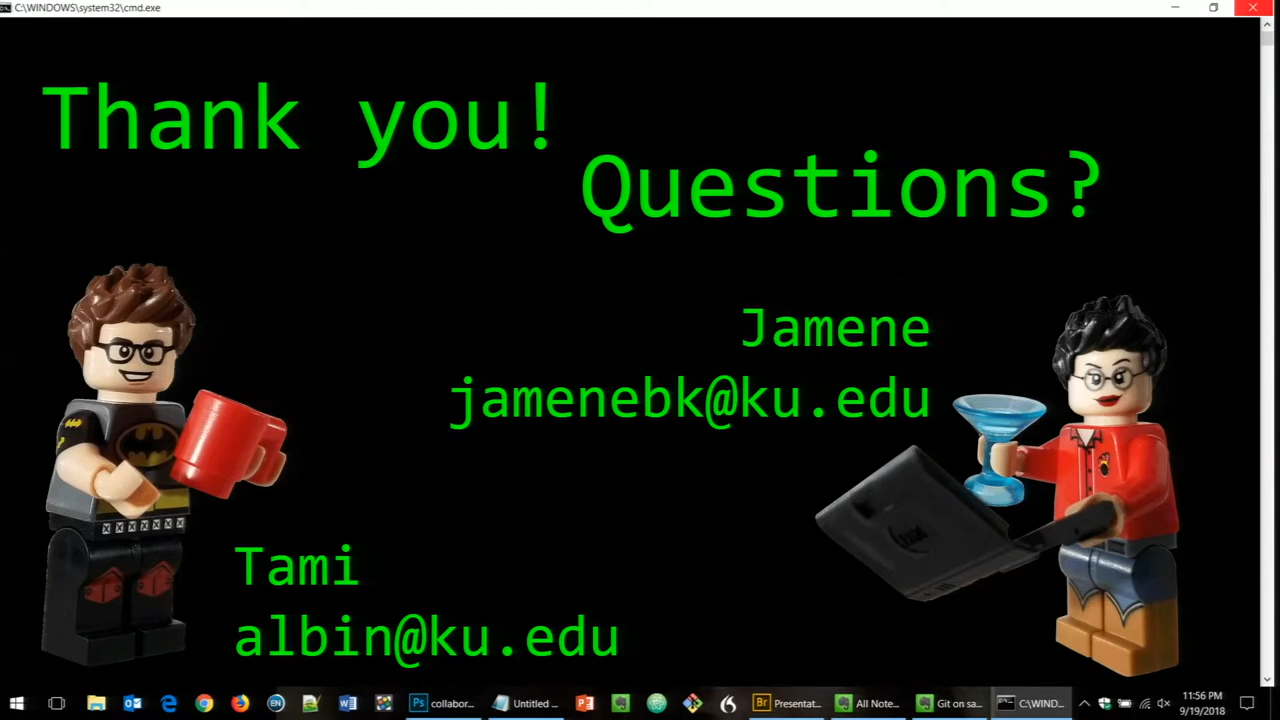 C:\WINDOWS\system32\cmd.exe
Thank you!
Questions?
Jamene
jamenebk@ku.edu
Tami
albin@ku.edu
collabor...
Untitled ...
Presentat...
All Note...
Git on sa...
C:\WIND...
11:56 PM
9/19/2018